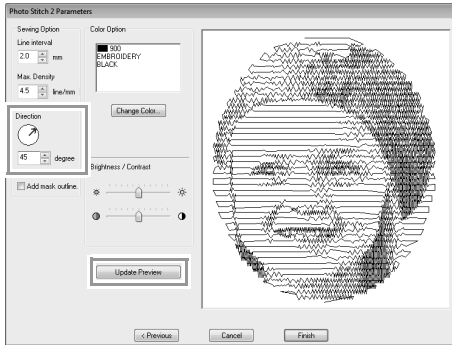 Photo Stitch 2 Parameters
Sewing Option
Line interval
2.0 mm
Max. Density
4.5 line/mm
Direction
45 degree
Add mask outline.
Color Option
900
EMBROIDERY
BLACK
Change Color...
Brightness / Contrast
Update Preview
< Previous
Cancel
Finish